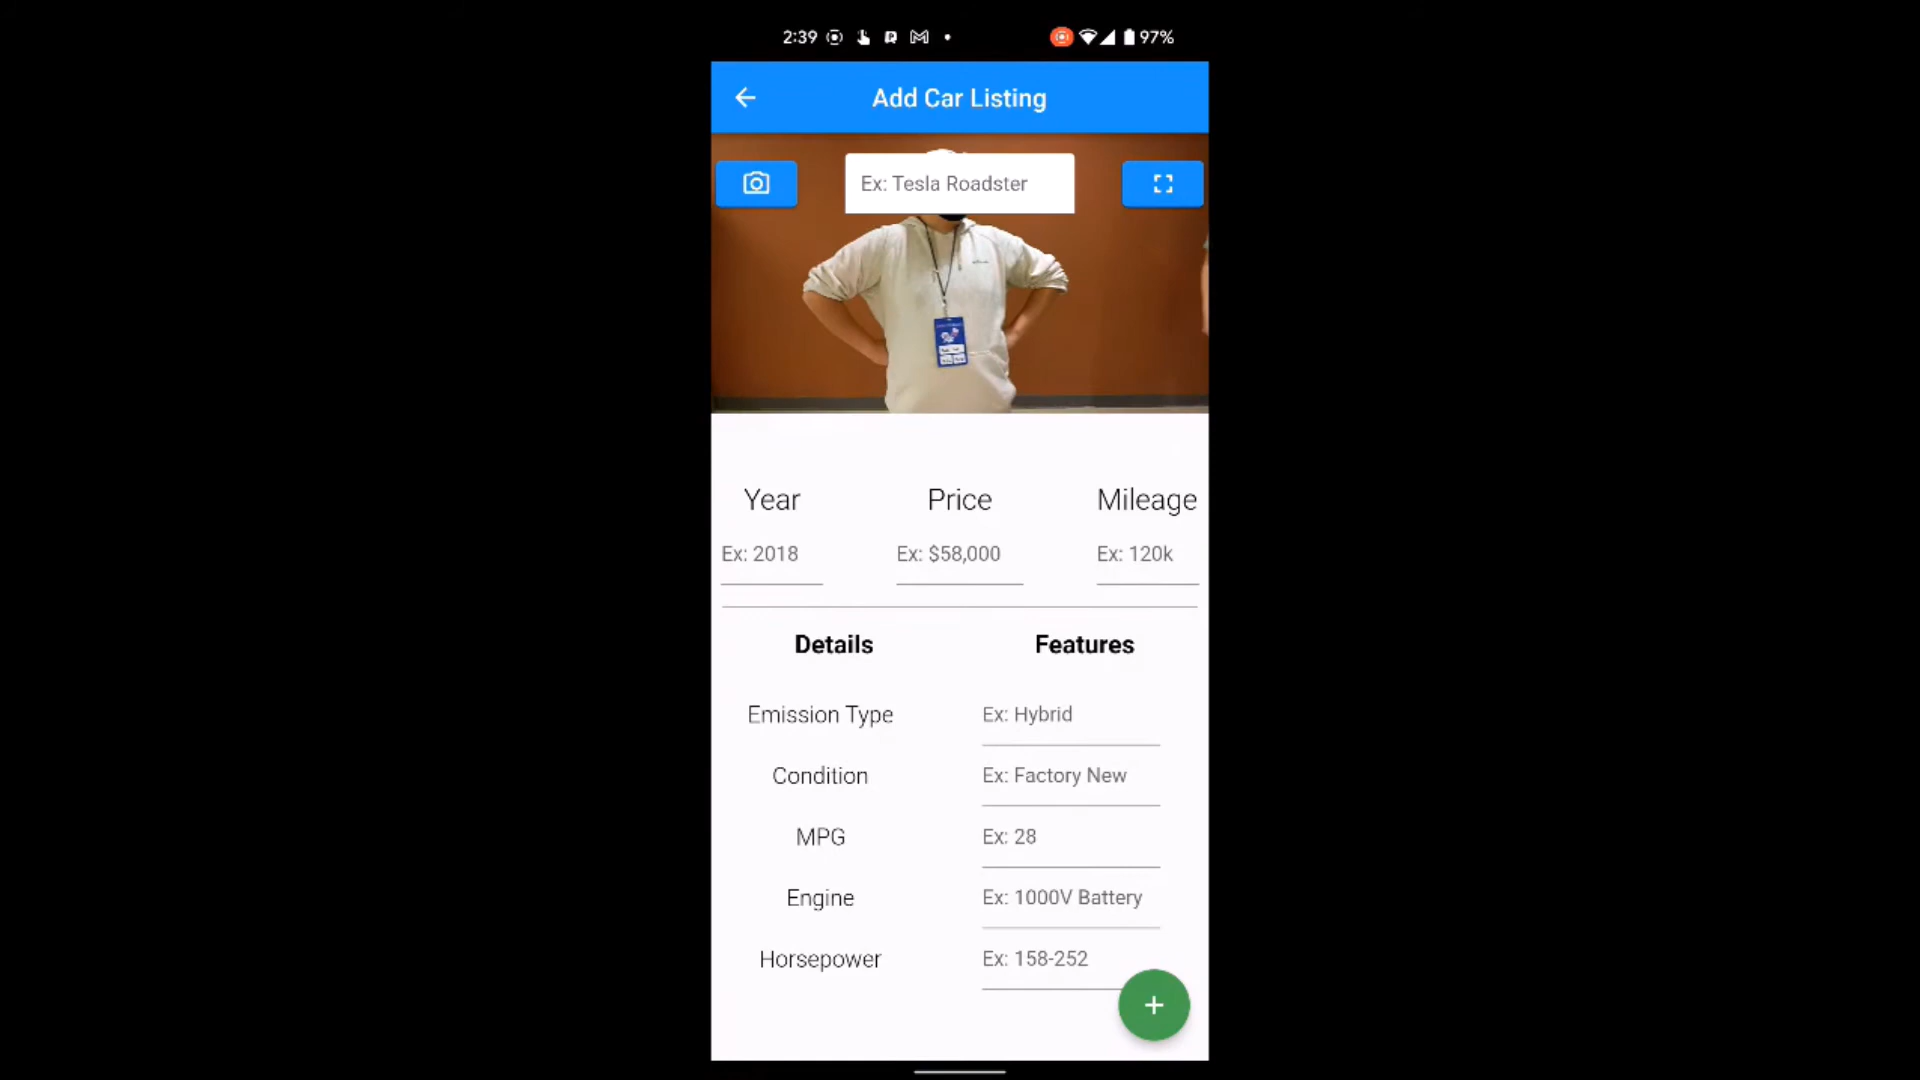 2:39
97%
Add Car Listing
Ex: Tesla Roadster
Year Price Mileage
Ex: 2018 Ex: $58,000 Ex: 120k
Details Features
Emission Type Ex: Hybrid
Condition Ex: Factory New
MPG Ex: 28
Engine Ex: 1000V Battery
Horsepower Ex: 158-252